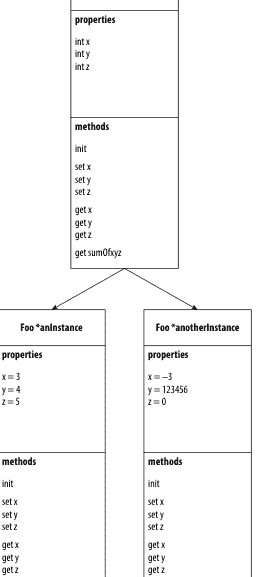 properties
int x
int y
int z
methods
init
set x
set y
set z
get x
get y
get z
get sumOfxyz
Foo *anInstance
properties
x = 3
y = 4
z = 5
methods
init
set x
set y
set z
get x
get y
get z
Foo *anotherInstance
properties
x = –3
y = 123456
z = 0
methods
init
set x
set y
set z
get x
get y
get z